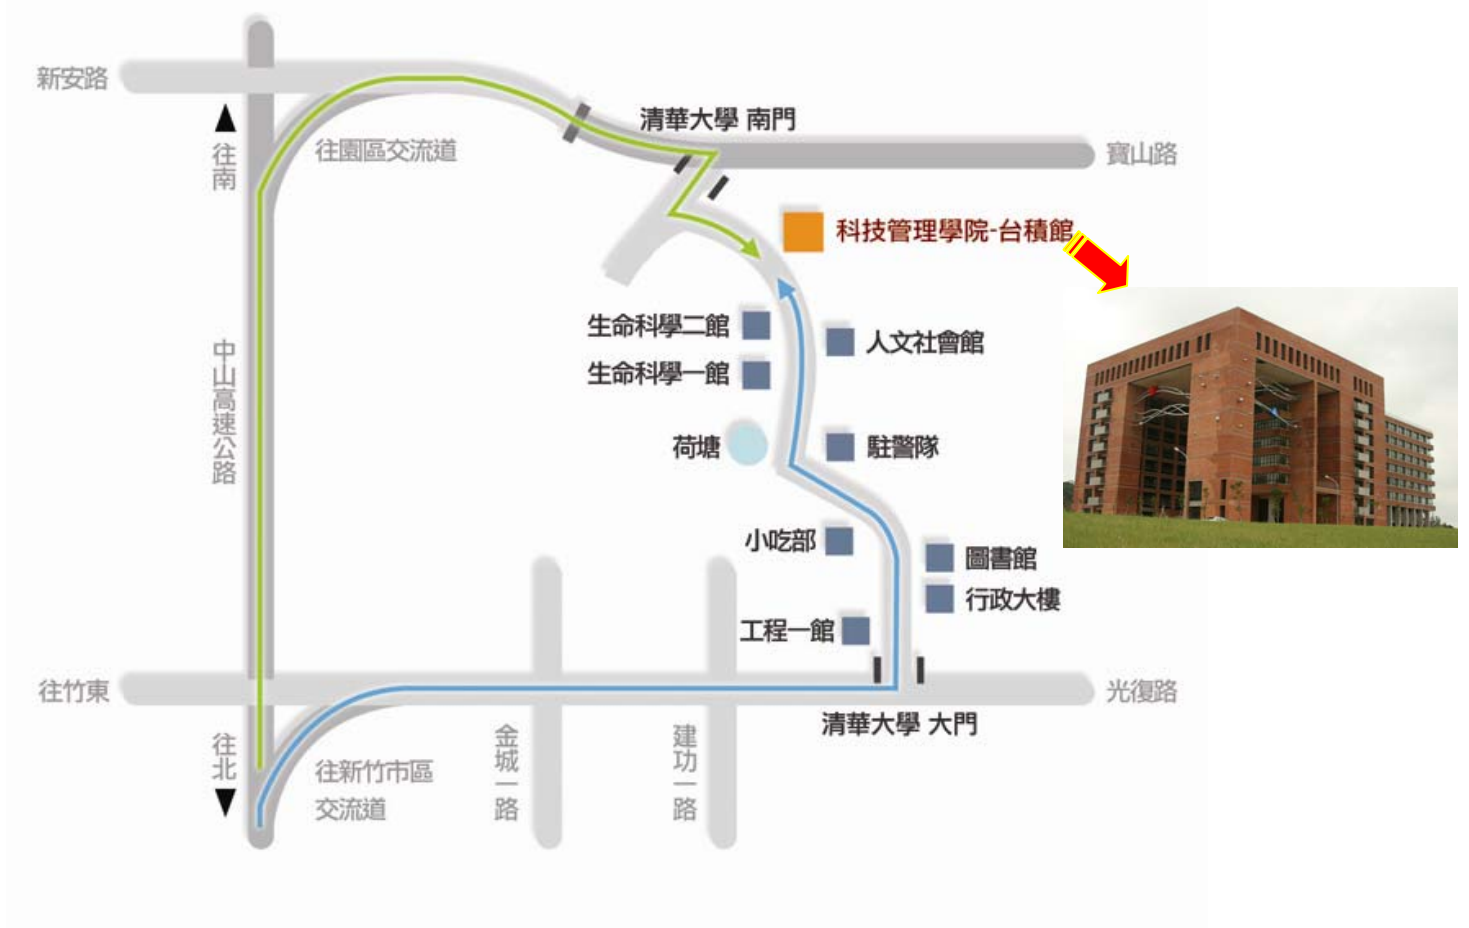 新安路
清華大學 南門
往園區交流道
寶山路
往南
科技管理學院-台積館
生命科學二館
人文社會館
生命科學一館
中山高速公路
荷塘
駐警隊
小吃部
圖書館
行政大樓
工程一館
往竹東
光復路
清華大學 大門
往北
金城一路
建功一路
往新竹市區
交流道